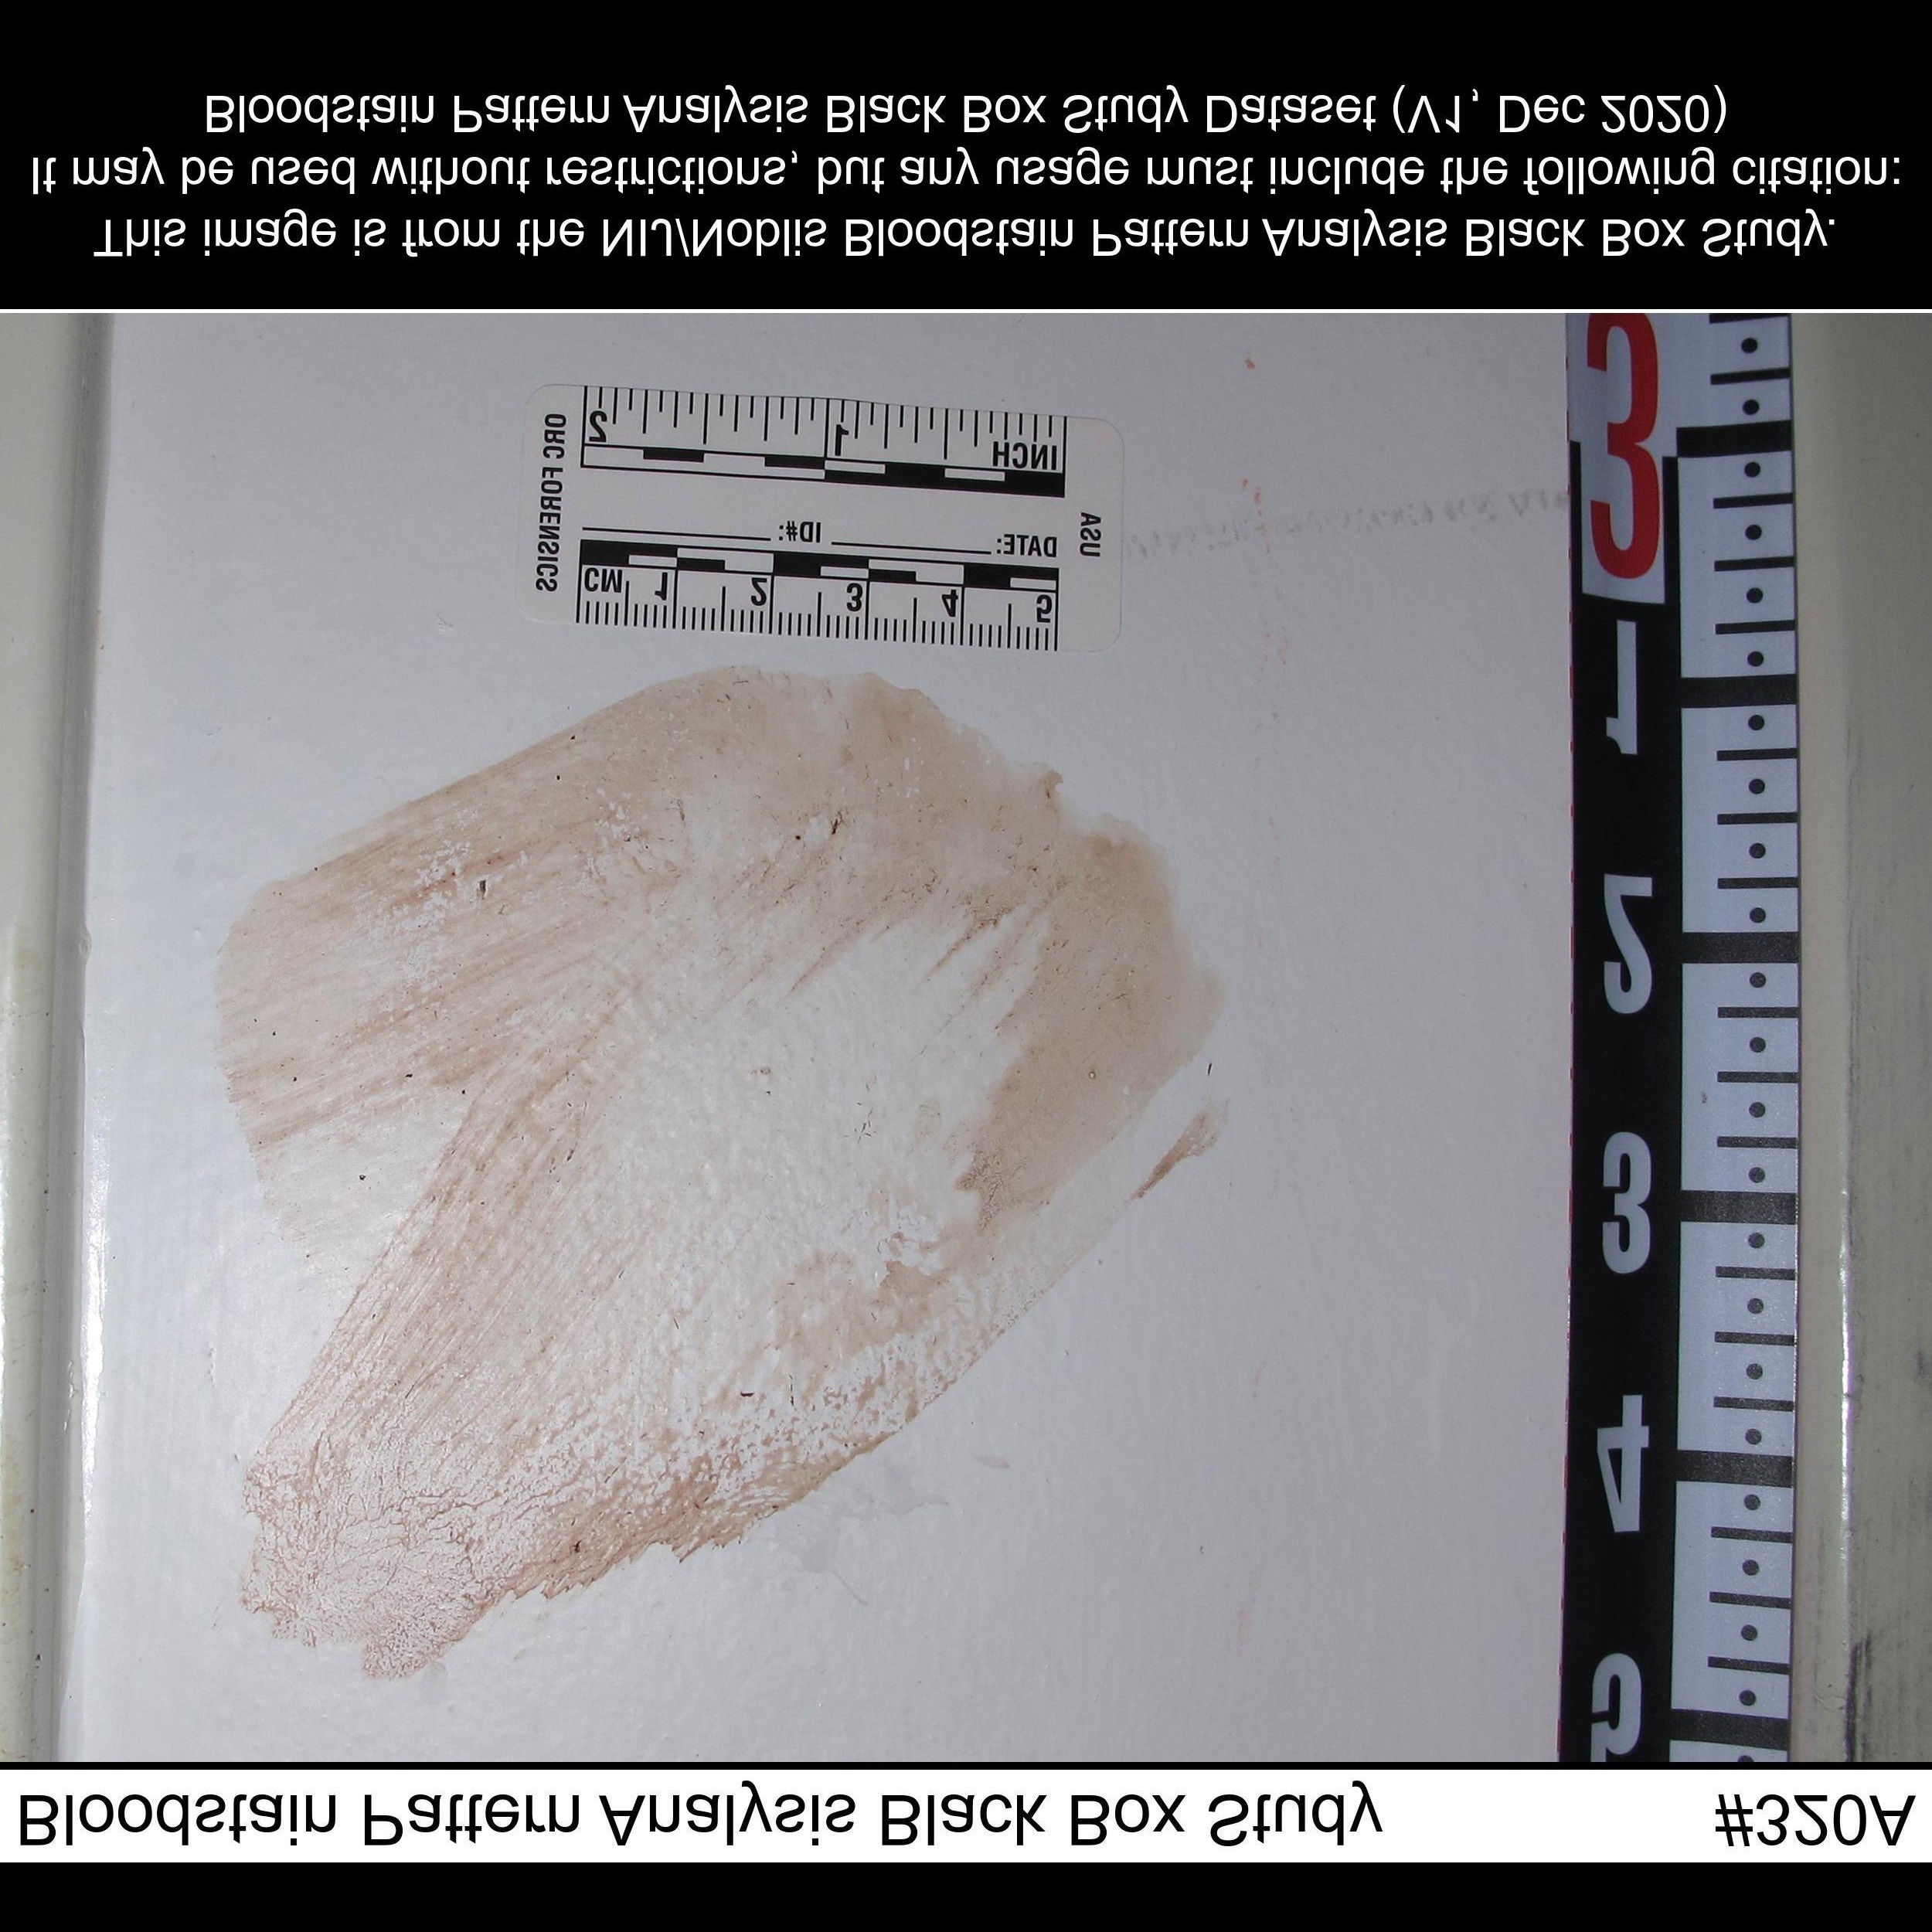 Bloodstain Pattern Analysis Black Box Study #320A
CM 1 2 3 4 5
DATE: ID#:
INCH 1 2
USA
QRC FORENSICS
5
4
3
2
1
3
This image is from the NIJ/Noblis Bloodstain Pattern Analysis Black Box Study.
It may be used without restrictions, but any usage must include the following citation:
Bloodstain Pattern Analysis Black Box Study Dataset (V1, Dec 2020)